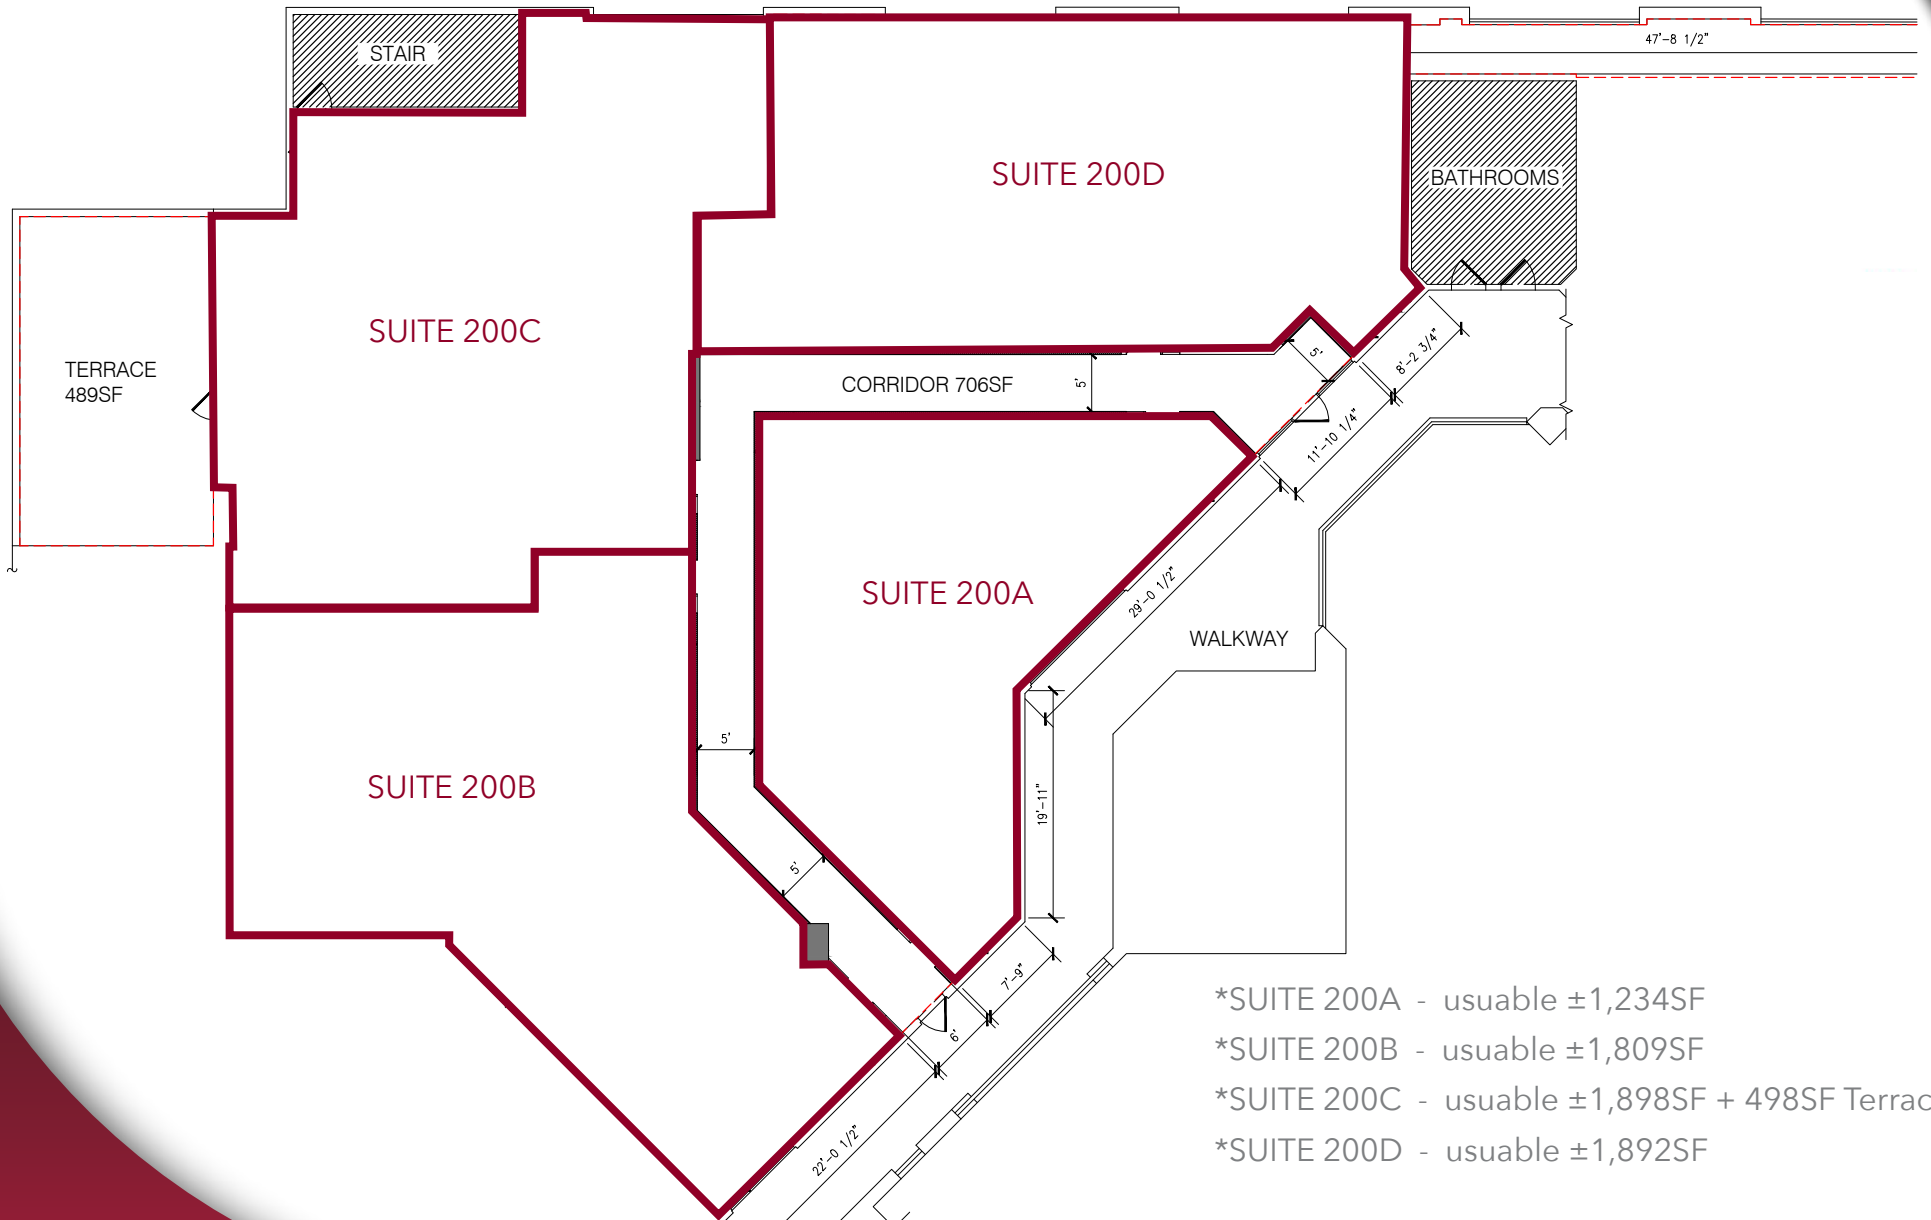 STAIR
47'-8 1/2"
SUITE 200D
BATHROOMS
SUITE 200C
TERRACE
489SF
CORRIDOR 706SF
5'
5'
8'-2 3/4"
11'-10 1/4"
SUITE 200A
29'-0 1/2"
WALKWAY
5'
SUITE 200B
19'-11"
5'
7'-9"
6'
22'-0 1/2"
*SUITE 200A - usuable ±1,234SF
*SUITE 200B - usuable ±1,809SF
*SUITE 200C - usuable ±1,898SF + 498SF Terrac
*SUITE 200D - usuable ±1,892SF